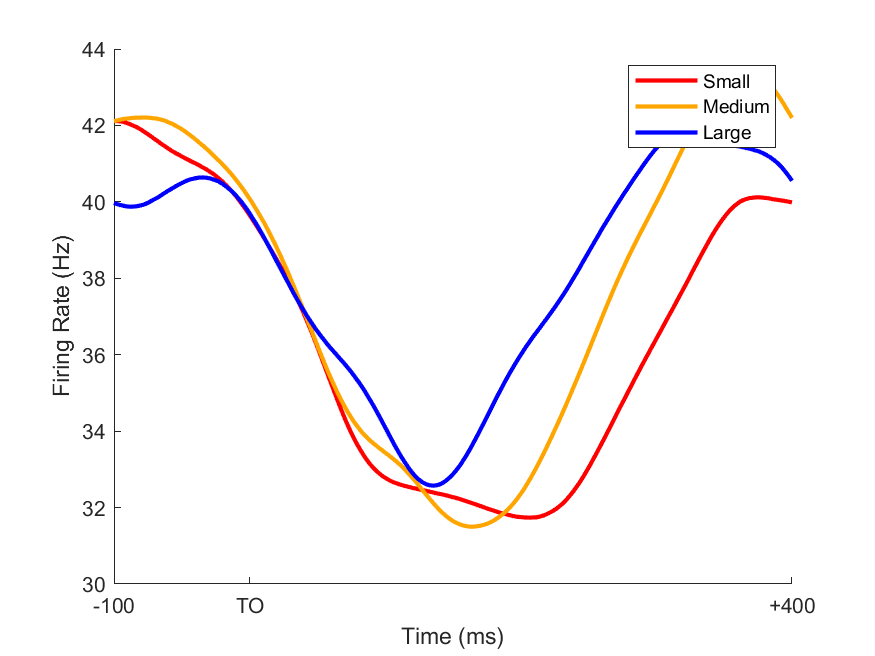 44
42
40
38
36
34
32
30
Firing Rate (Hz)
Small
Medium
Large
-100 TO +400
Time (ms)